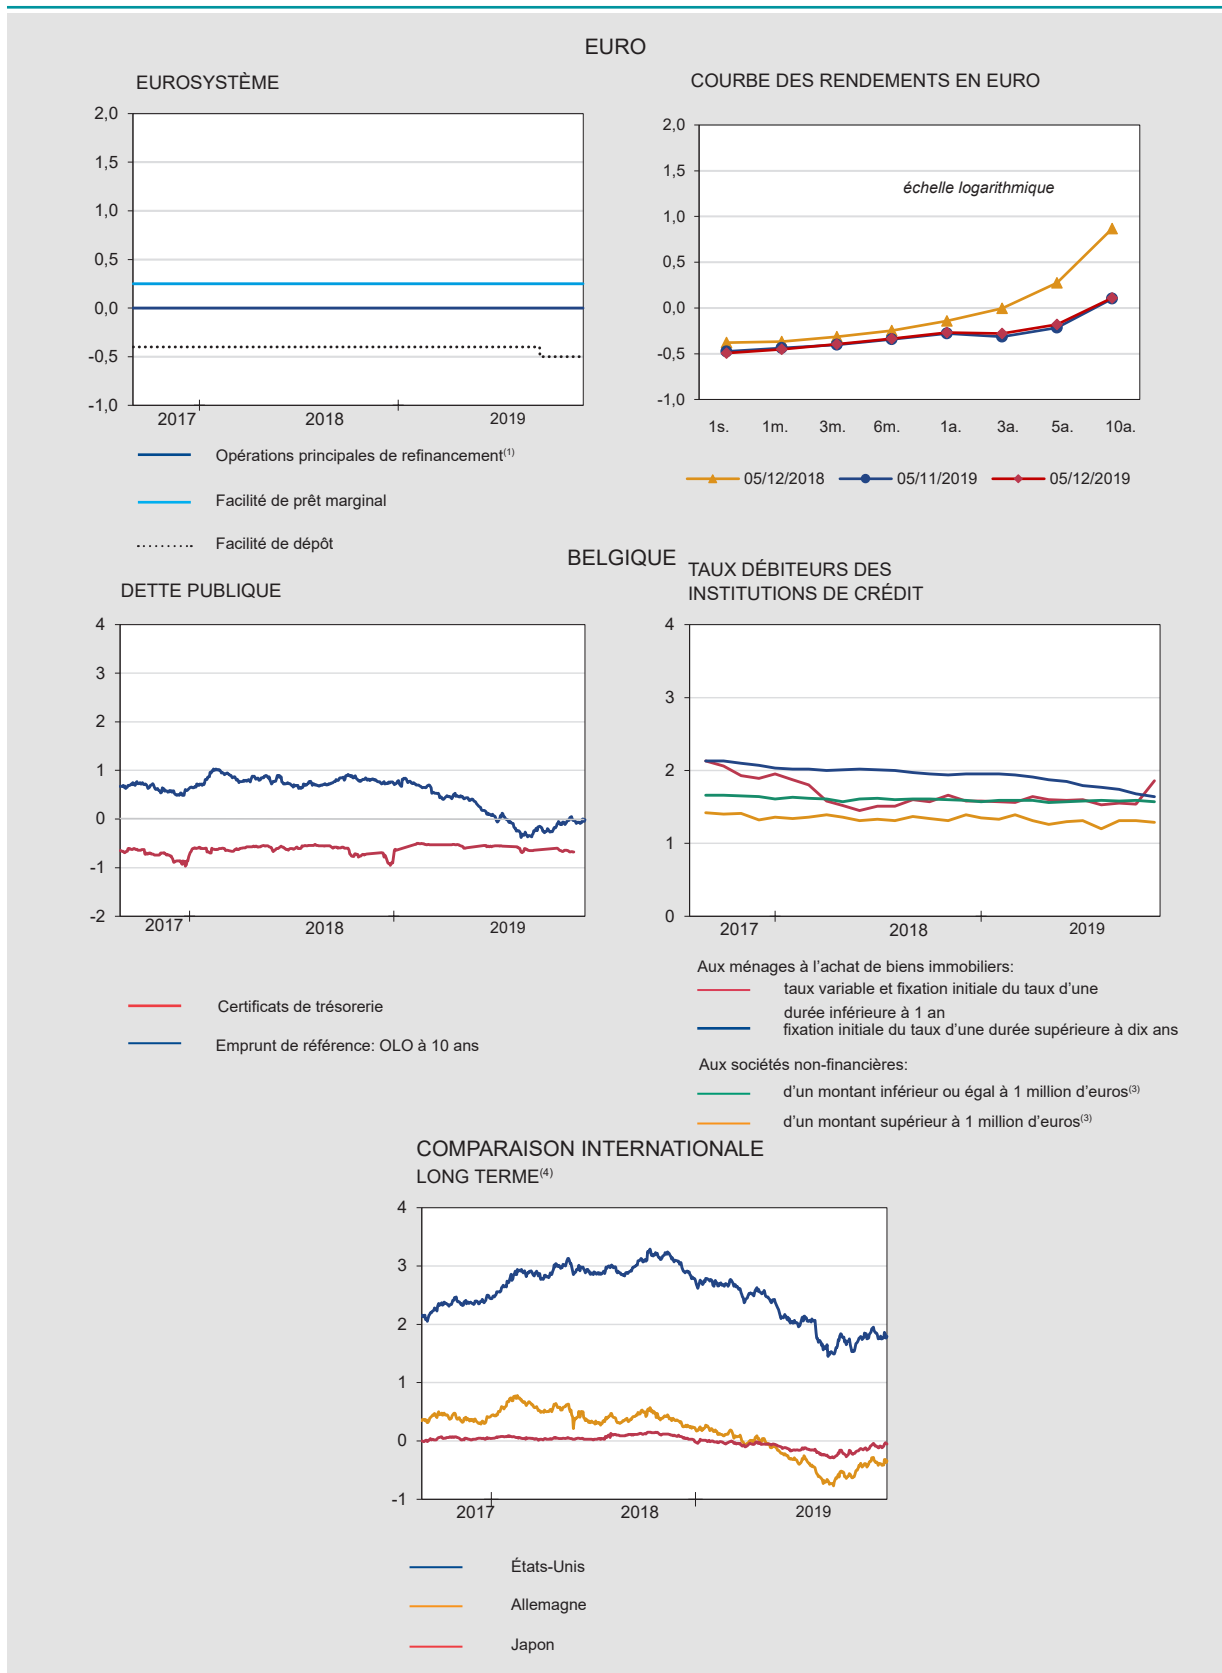 EURO
EUROSYSTÈME
2,0
1,5
1,0
0,5
0,0
-0,5
-1,0
2017 2018 2019
Opérations principales de refinancement(1)
Facilité de prêt marginal
Facilité de dépôt
COURBE DES RENDEMENTS EN EURO
2,0
1,5
1,0
0,5
0,0
-0,5
-1,0
échelle logarithmique
1s. 1m. 3m. 6m. 1a. 3a. 5a. 10a.
05/12/2018 05/11/2019 05/12/2019
BELGIQUE
DETTE PUBLIQUE
4
3
2
1
0
-1
-2
2017 2018 2019
Certificats de trésorerie
Emprunt de référence: OLO à 10 ans
TAUX DÉBITEURS DES
INSTITUTIONS DE CRÉDIT
4
3
2
1
0
2017 2018 2019
Aux ménages à l’achat de biens immobiliers:
taux variable et fixation initiale du taux d’une
durée inférieure à 1 an
fixation initiale du taux d’une durée supérieure à dix ans
Aux sociétés non-financières:
d’un montant inférieur ou égal à 1 million d’euros(3)
d’un montant supérieur à 1 million d’euros(3)
COMPARAISON INTERNATIONALE
LONG TERME(4)
4
3
2
1
0
-1
2017 2018 2019
États-Unis
Allemagne
Japon